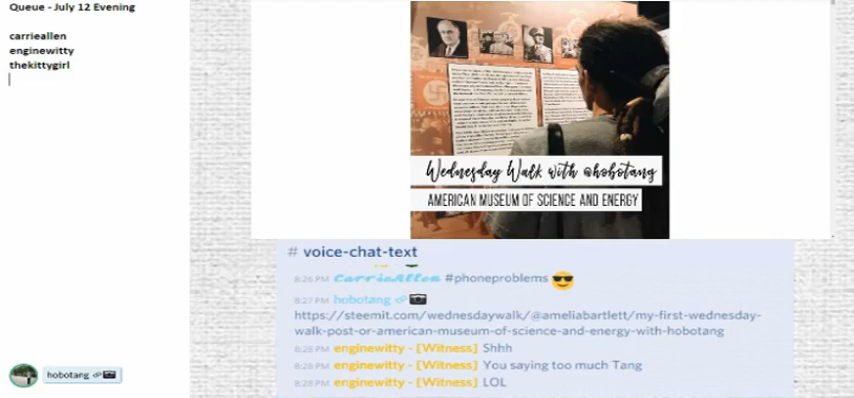 Queue - July 12 Evening
carrieallen
enginewitty
thekittygirl
Wednesday Walk with @hobotang
AMERICAN MUSEUM OF SCIENCE AND ENERGY
# voice-chat-text
8:26 PM CarrieAllen #phoneproblems 😎
8:27 PM hobotang
https://steemit.com/wednesdaywalk/@ameliabartlett/my-first-wednesday-
walk-post-or-american-museum-of-science-and-energy-with-hobotang
8:28 PM enginewitty - [Witness] Shhh
8:28 PM enginewitty - [Witness] You saying too much Tang
8:28 PM enginewitty - [Witness] LOL
hobotang